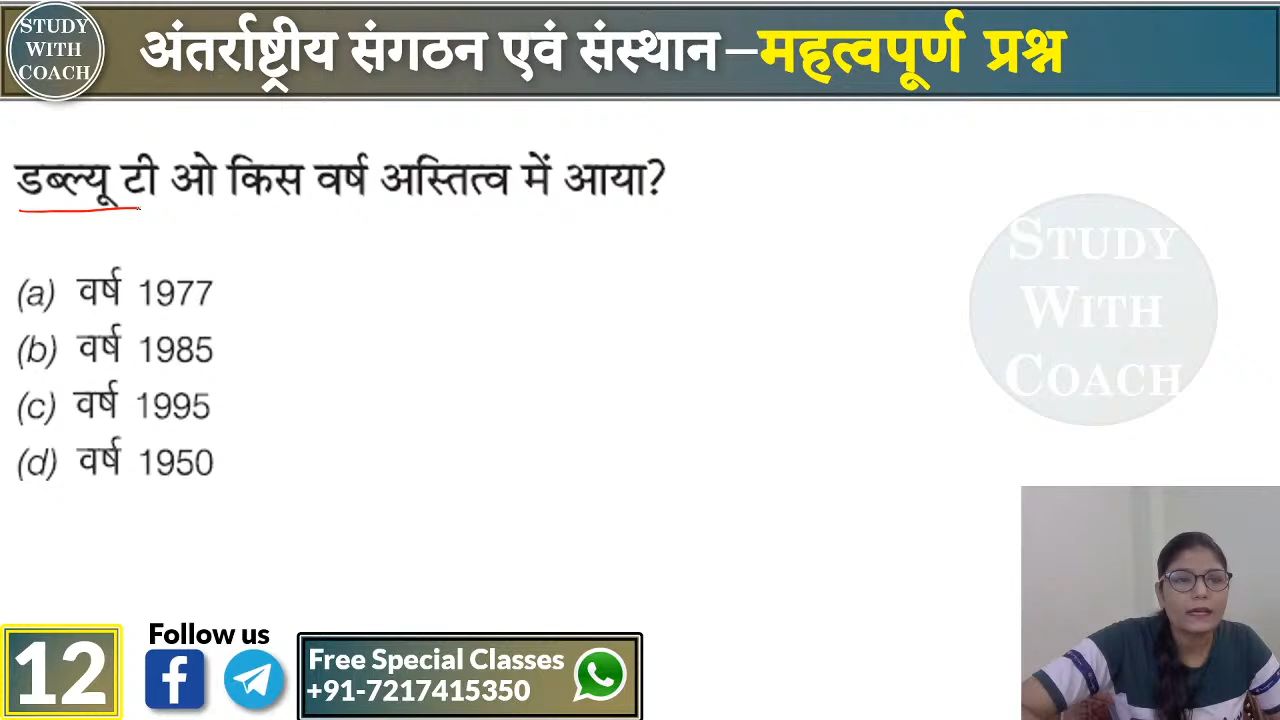 STUDY
WITH
COACH
अंतर्राष्ट्रीय संगठन एवं संस्थान–महत्वपूर्ण प्रश्न
डब्ल्यू टी ओ किस वर्ष अस्तित्व में आया?
(a) वर्ष 1977
(b) वर्ष 1985
(c) वर्ष 1995
(d) वर्ष 1950
STUDY
WITH
COACH
12
Follow us
Free Special Classes
+91-7217415350